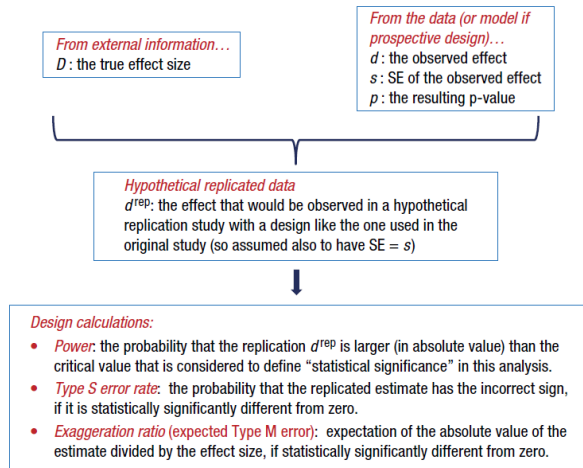 From external information…
D : the true effect size
From the data (or model if
prospective design)…
d : the observed effect
s : SE of the observed effect
p : the resulting p-value
Hypothetical replicated data
d^rep: the effect that would be observed in a hypothetical
replication study with a design like the one used in the
original study (so assumed also to have SE = s)
Design calculations:
• Power: the probability that the replication d^rep is larger (in absolute value) than the
critical value that is considered to define “statistical significance” in this analysis.
• Type S error rate: the probability that the replicated estimate has the incorrect sign,
if it is statistically significantly different from zero.
• Exaggeration ratio (expected Type M error): expectation of the absolute value of the
estimate divided by the effect size, if statistically significantly different from zero.